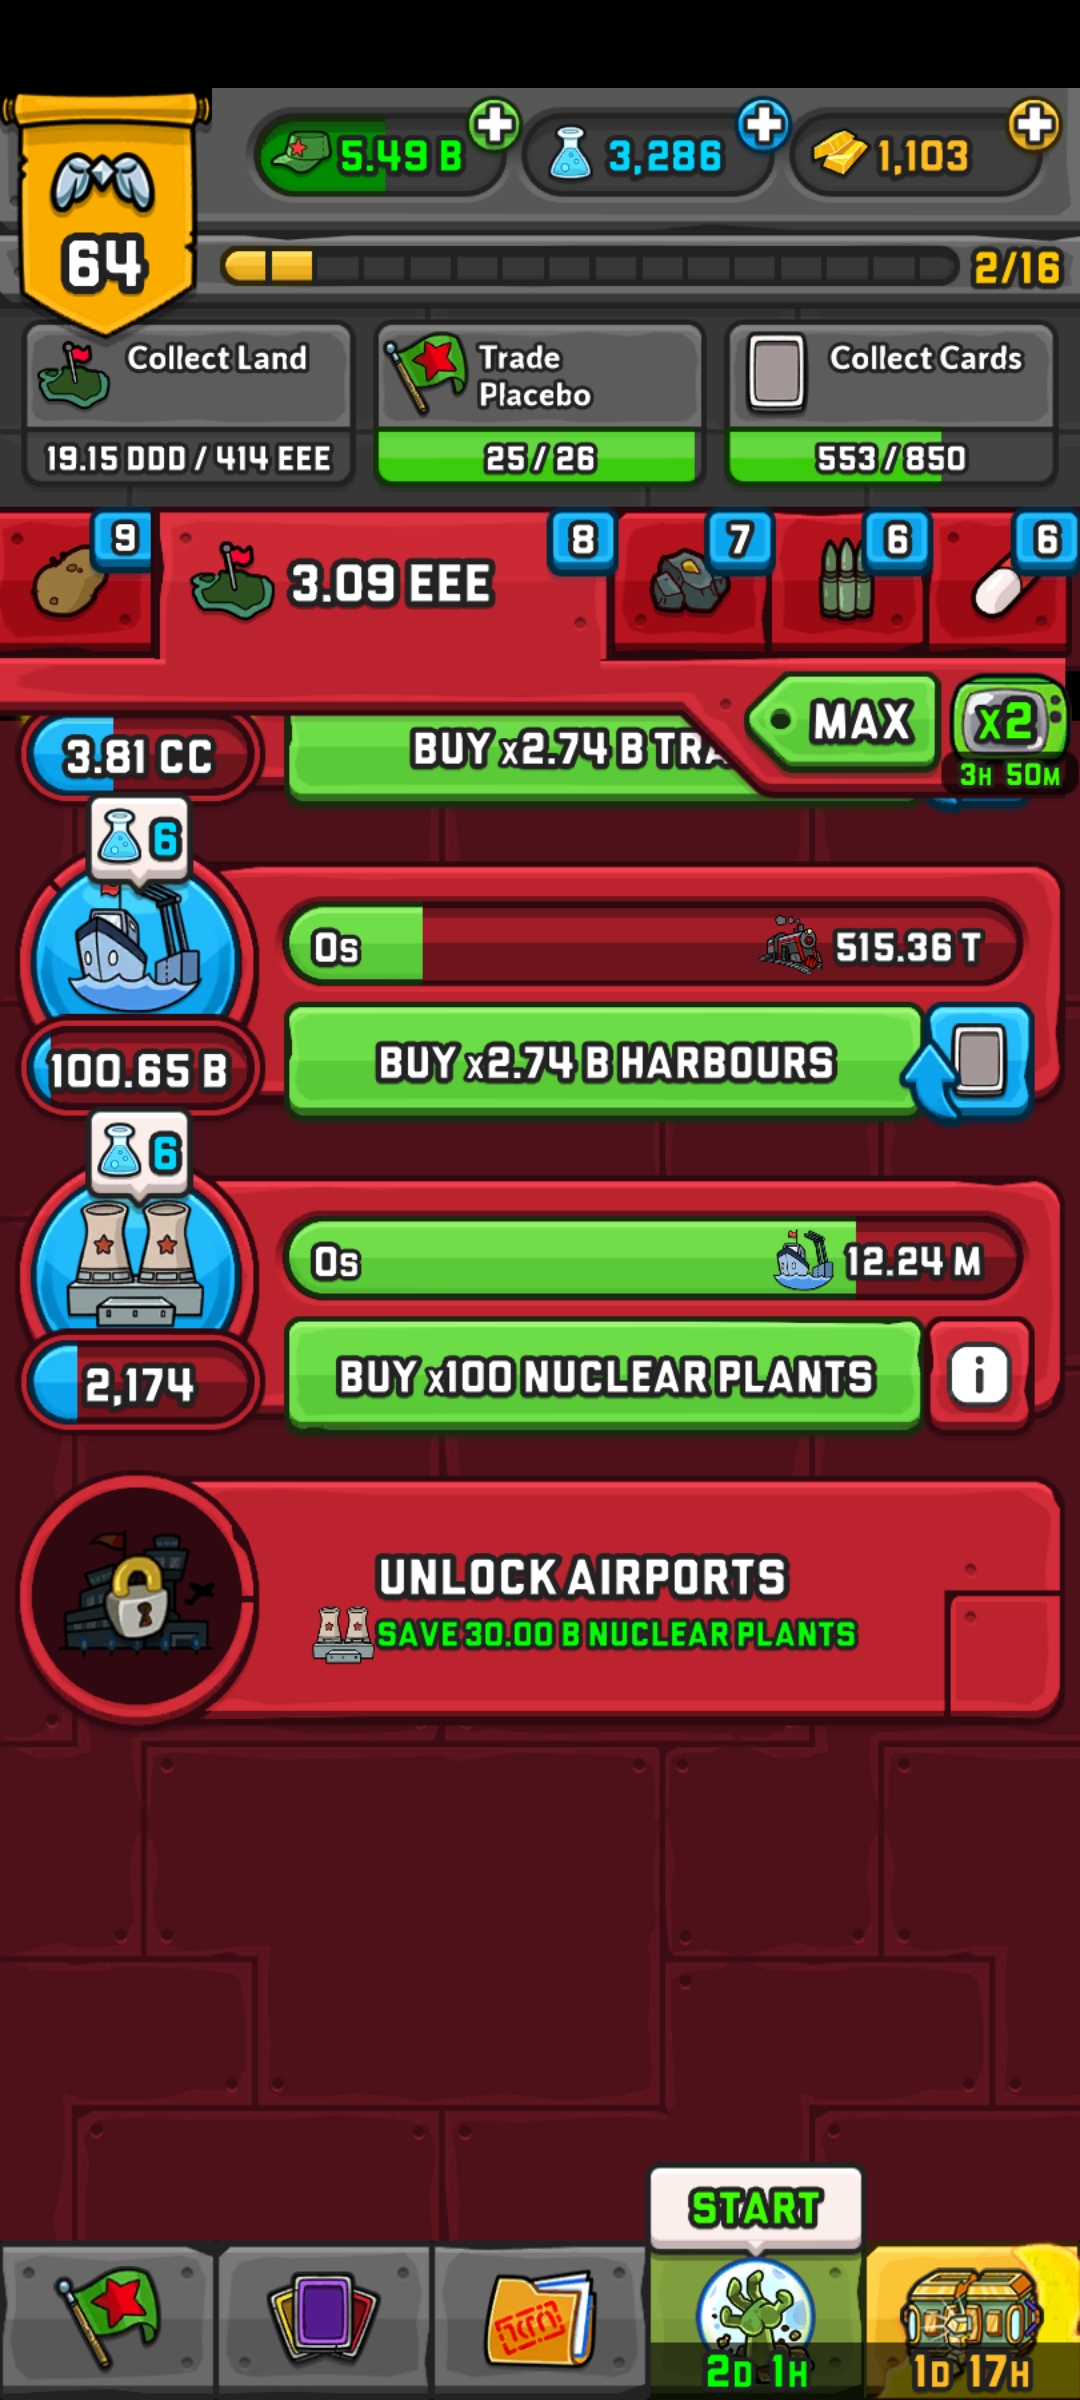 64
5.49 B
3,286
1,103
2/16
Collect Land
19.15 DDD / 414 EEE
Trade
Placebo
25 / 26
Collect Cards
553 / 850
9
3.09 EEE
8
7
6
6
MAX
x2
3H 50M
3.81 CC
BUY x2.74 B TRA
6
0s
515.36 T
100.65 B
BUY x2.74 B HARBOURS
6
0s
12.24 M
2,174
BUY x100 NUCLEAR PLANTS
i
UNLOCK AIRPORTS
SAVE 30.00 B NUCLEAR PLANTS
START
2D 1H
1D 17H